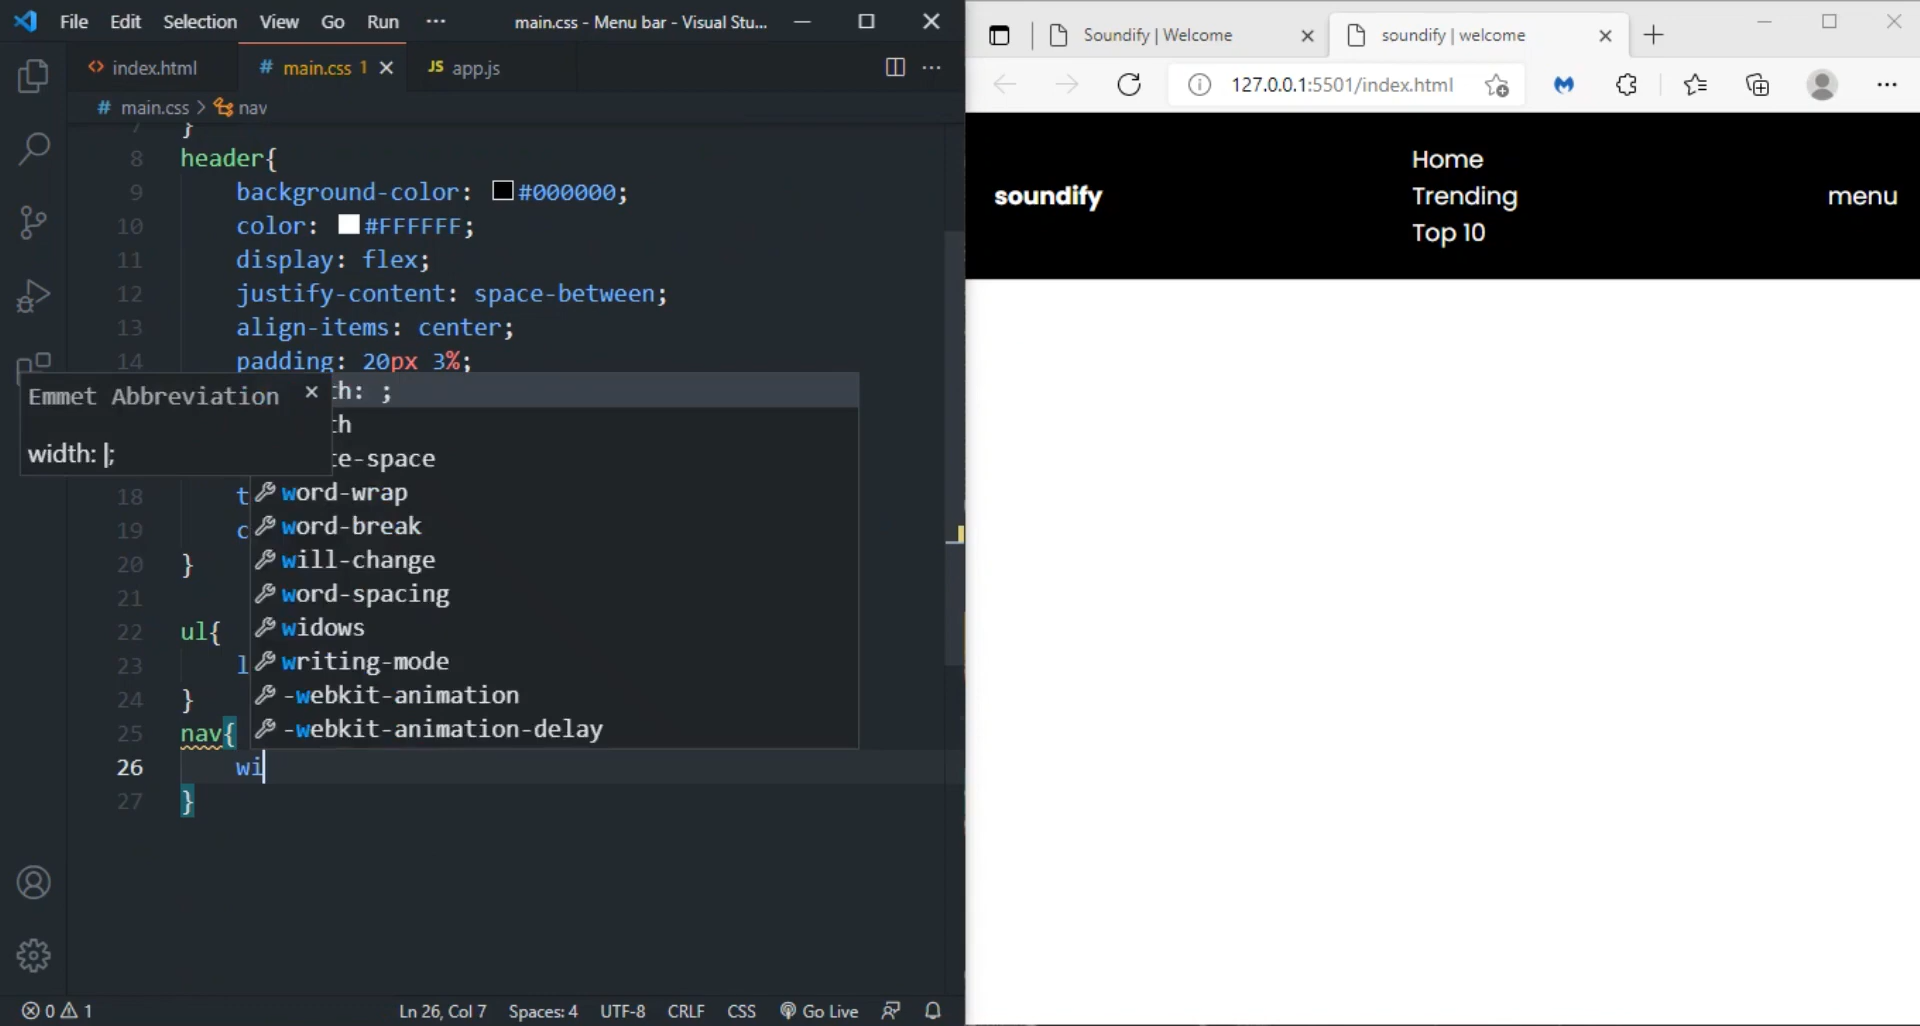 File Edit Selection View Go Run ··· main.css - Menu bar - Visual Stu...
<> index.html # main.css 1 × JS app.js ···
# main.css > nav
7 }
8 header{
9 background-color: #000000;
10 color: #FFFFFF;
11 display: flex;
12 justify-content: space-between;
13 align-items: center;
14 padding: 20px 3%;
Emmet Abbreviation ×
width: ;
th: ;
th
te-space
18 t
word-wrap
19 c
word-break
20 }
will-change
21
word-spacing
22 ul{
widows
23 l
writing-mode
24 }
-webkit-animation
25 nav{
-webkit-animation-delay
26 wi
27 }
0 1 Ln 26, Col 7 Spaces: 4 UTF-8 CRLF CSS Go Live
Soundify | Welcome × soundify | welcome × +
127.0.0.1:5501/index.html ···
soundify
Home
Trending
Top 10
menu